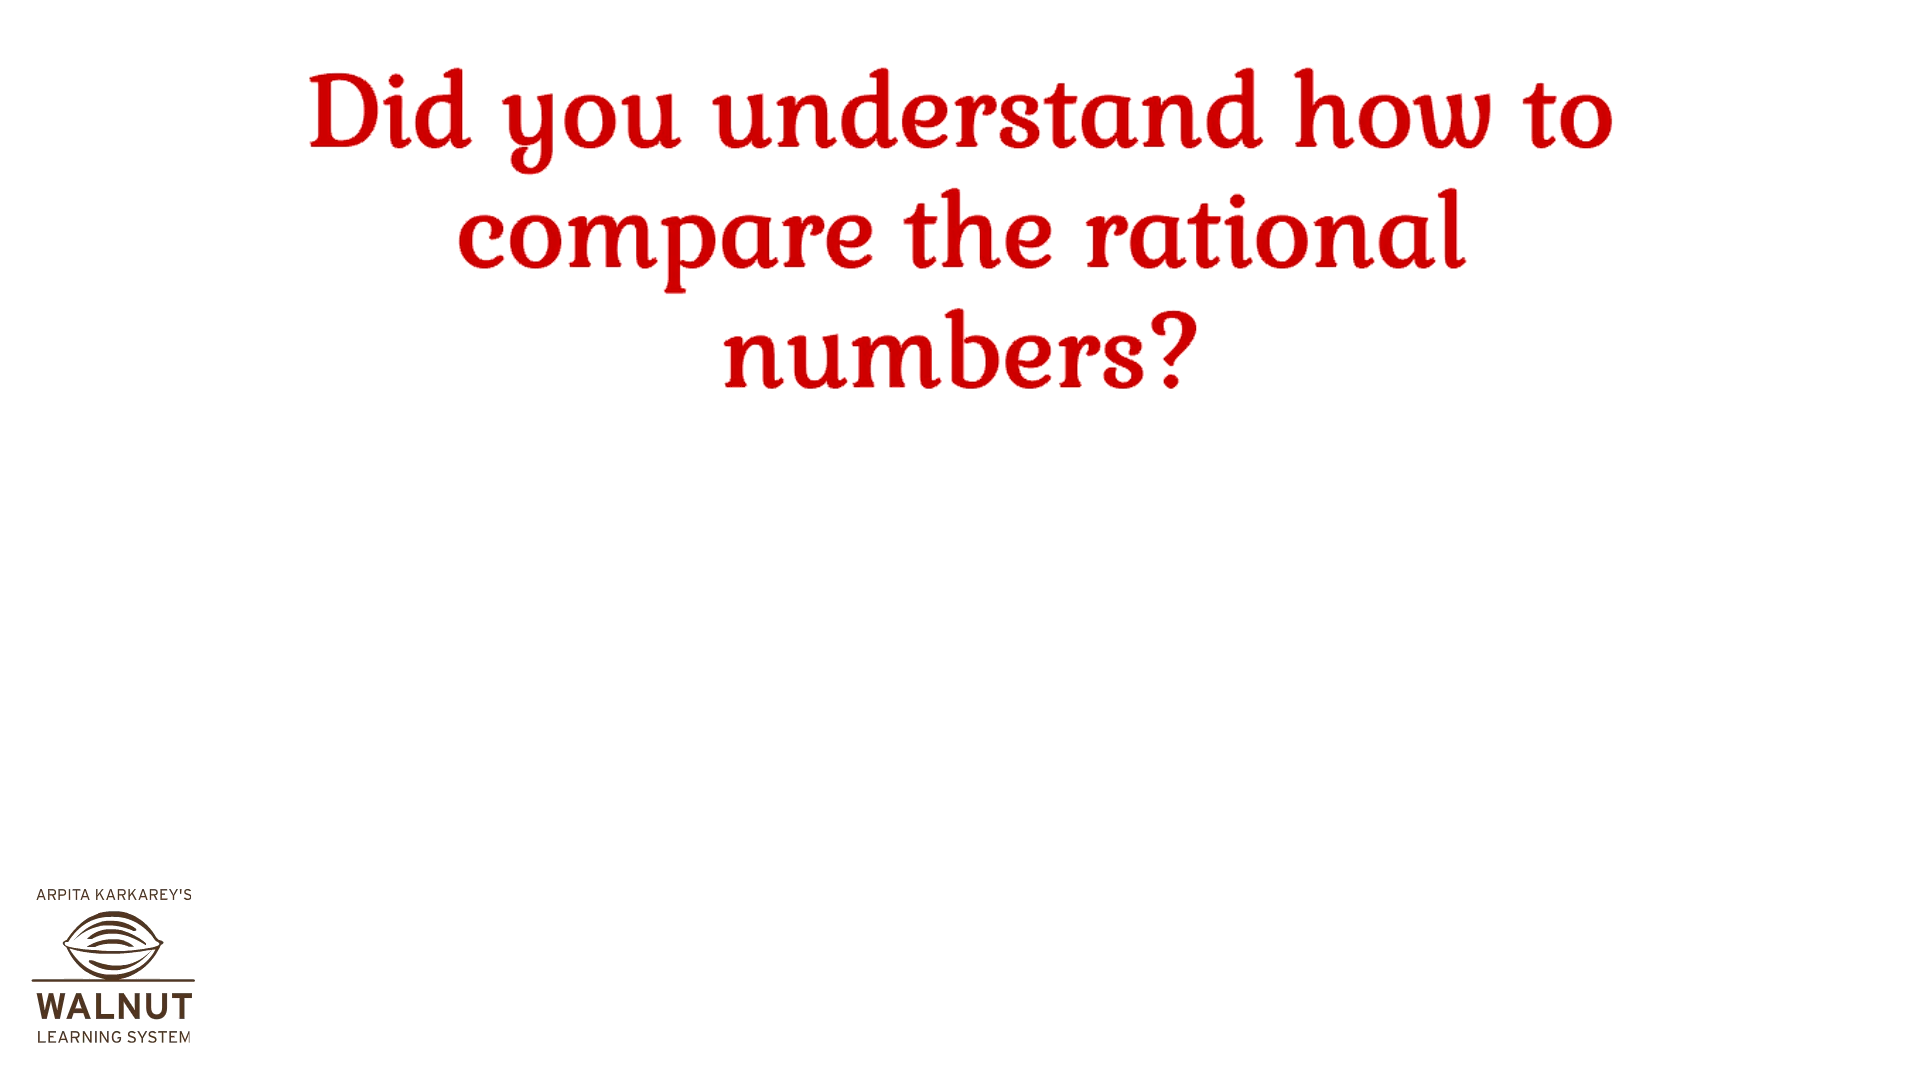 Did you understand how to
compare the rational
numbers?
ARPITA KARKAREY'S
WALNUT
LEARNING SYSTEM